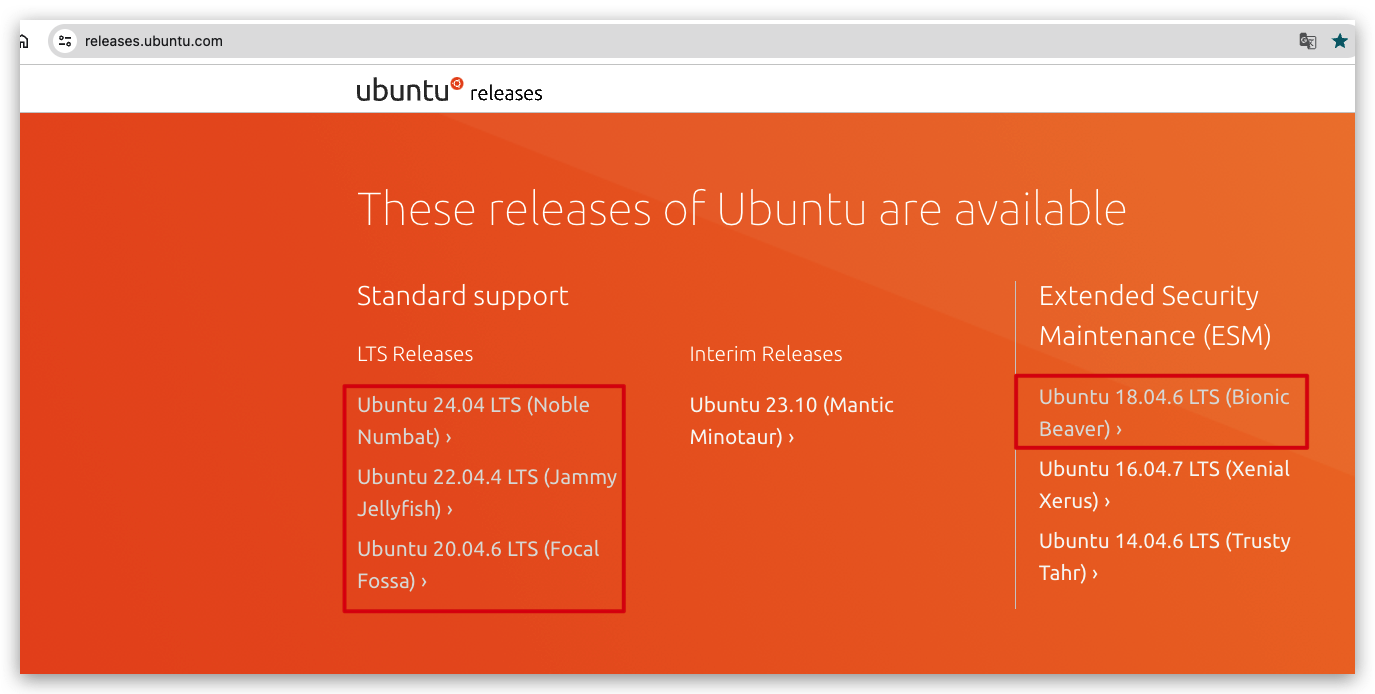 releases.ubuntu.com
ubuntu releases
These releases of Ubuntu are available
Standard support
LTS Releases
Ubuntu 24.04 LTS (Noble
Numbat) ›
Ubuntu 22.04.4 LTS (Jammy
Jellyfish) ›
Ubuntu 20.04.6 LTS (Focal
Fossa) ›
Interim Releases
Ubuntu 23.10 (Mantic
Minotaur) ›
Extended Security
Maintenance (ESM)
Ubuntu 18.04.6 LTS (Bionic
Beaver) ›
Ubuntu 16.04.7 LTS (Xenial
Xerus) ›
Ubuntu 14.04.6 LTS (Trusty
Tahr) ›